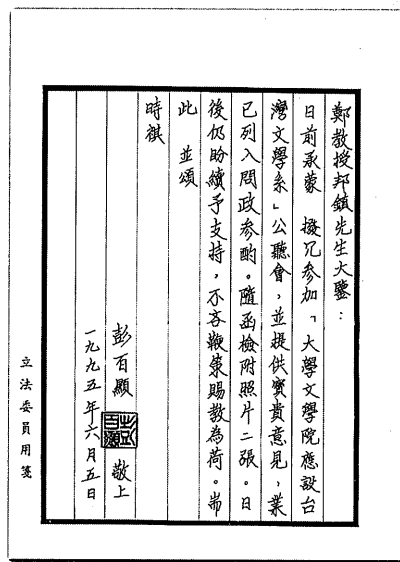 鄭教授邦鎮先生大鑒：
日前承蒙　撥冗參加「大學文學院應設台
灣文學系」公聽會，並提供寶貴意見，業
已列入問政參酌。隨函檢附照片二張。日
後仍盼續予支持，不吝鞭策賜教為荷。耑
此　並頌
時祺
彭百顯
敬上
一九九五年六月五日
立法委員用箋